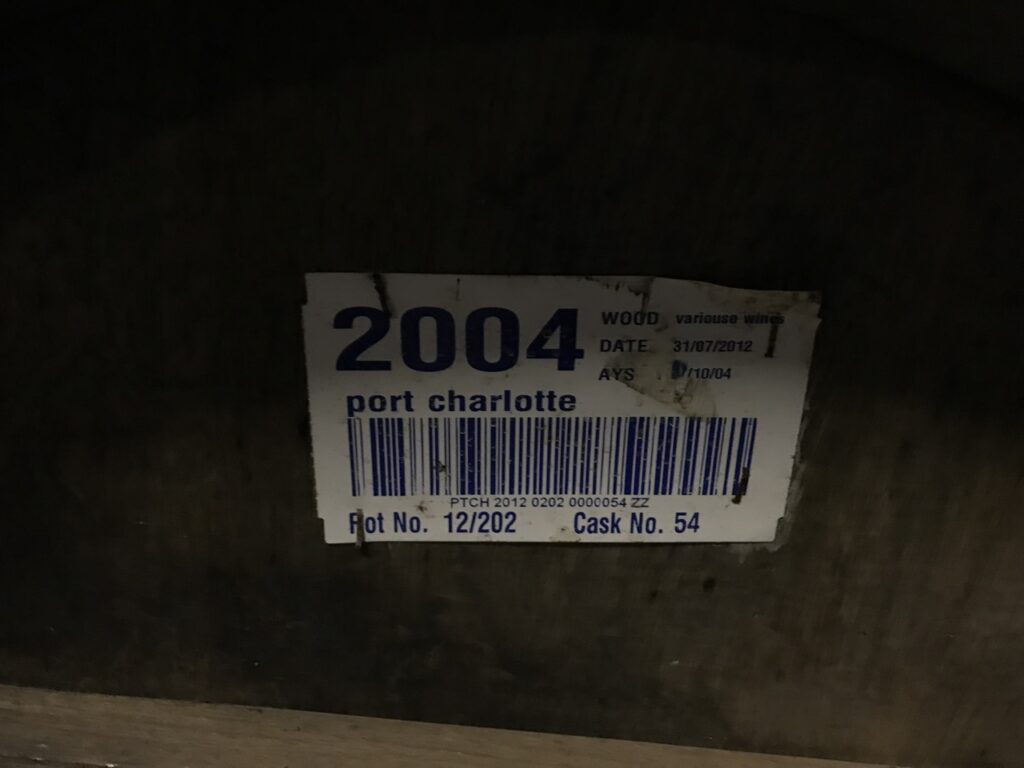 2004
WOOD variouse wines
DATE 31/07/2012
AYS /10/04
port charlotte
PTCH 2012 0202 0000054 ZZ
Rot No. 12/202 Cask No. 54